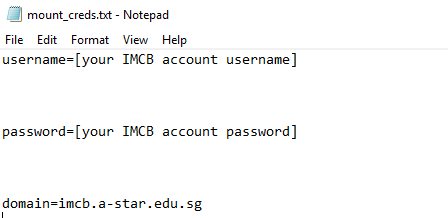 mount_creds.txt - Notepad
File Edit Format View Help
username=[your IMCB account username]
password=[your IMCB account password]
domain=imcb.a-star.edu.sg